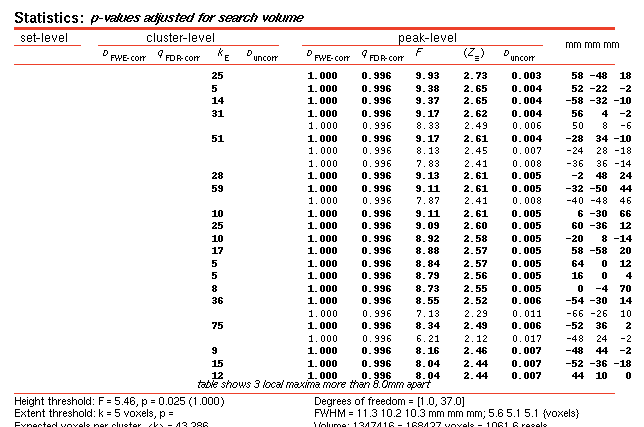 Statistics: p-values adjusted for search volume
set-level cluster-level peak-level mm mm mm
p FWE-corr q FDR-corr k E p uncorr p FWE-corr q FDR-corr F (Z≡) p uncorr
25 1.000 0.996 9.93 2.73 0.003 58 -48 18
5 1.000 0.996 9.38 2.65 0.004 52 -22 -2
14 1.000 0.996 9.37 2.65 0.004 -58 -32 -10
31 1.000 0.996 9.17 2.62 0.004 56 4 -2
1.000 0.996 8.33 2.49 0.006 50 8 -6
51 1.000 0.996 9.17 2.61 0.004 -28 34 -10
1.000 0.996 8.13 2.45 0.007 -24 28 -18
1.000 0.996 7.83 2.41 0.008 -36 36 -14
28 1.000 0.996 9.13 2.61 0.005 -2 48 24
59 1.000 0.996 9.11 2.61 0.005 -32 -50 44
1.000 0.996 7.87 2.41 0.008 -40 -48 46
10 1.000 0.996 9.11 2.61 0.005 6 -30 66
25 1.000 0.996 9.09 2.60 0.005 60 -36 12
10 1.000 0.996 8.92 2.58 0.005 -20 8 -14
17 1.000 0.996 8.88 2.57 0.005 58 -58 20
5 1.000 0.996 8.84 2.57 0.005 64 0 12
5 1.000 0.996 8.79 2.56 0.005 16 0 4
8 1.000 0.996 8.73 2.55 0.005 0 -4 70
36 1.000 0.996 8.55 2.52 0.006 -54 -30 14
1.000 0.996 7.13 2.29 0.011 -66 -26 10
75 1.000 0.996 8.34 2.49 0.006 -52 36 2
1.000 0.996 6.21 2.12 0.017 -48 24 -2
9 1.000 0.996 8.16 2.46 0.007 -48 44 -2
15 1.000 0.996 8.04 2.44 0.007 -52 -36 -18
12 1.000 0.996 8.04 2.44 0.007 44 10 0
table shows 3 local maxima more than 8.0mm apart
Height threshold: F = 5.46, p = 0.025 (1.000) Degrees of freedom = [1.0, 37.0]
Extent threshold: k = 5 voxels, p = FWHM = 11.3 10.2 10.3 mm mm mm; 5.6 5.1 5.1 {voxels}
Expected voxels per cluster, <k> = 43.286 Volume: 1347416 = 168427 voxels = 1061.6 resels